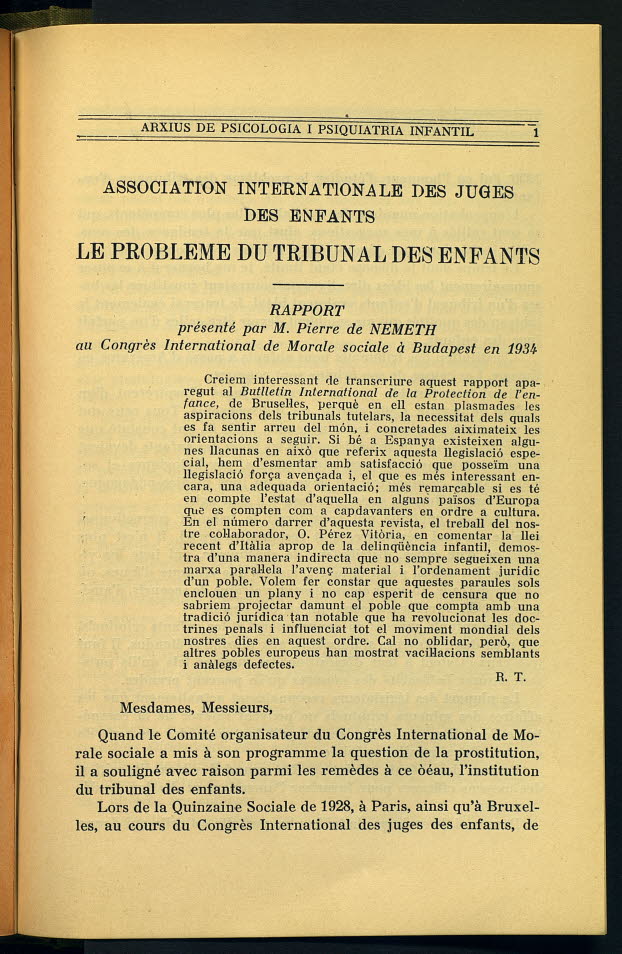 ARXIUS DE PSICOLOGIA I PSIQUIATRIA INFANTIL 1
ASSOCIATION INTERNATIONALE DES JUGES
DES ENFANTS
LE PROBLEME DU TRIBUNAL DES ENFANTS
RAPPORT
présenté par M. Pierre de NEMETH
au Congrès International de Morale sociale à Budapest en 1934
Creiem interessant de transcriure aquest rapport apa-
regut al Butlletin International de la Protection de l'en-
fance, de Bruseŀles, perquè en ell estan plasmades les
aspiracions dels tribunals tutelars, la necessitat dels quals
es fa sentir arreu del món, i concretades aiximateix les
orientacions a seguir. Si bé a Espanya existeixen algu-
nes llacunas en això que referix aquesta llegislació espe-
cial, hem d'esmentar amb satisfacció que posseïm una
llegislació força avençada i, el que es més interessant en-
cara, una adequada orientació; més remarcable si es té
en compte l'estat d'aquella en alguns països d'Europa
que es compten com a capdavanters en ordre a cultura.
En el número darrer d'aquesta revista, el treball del nos-
tre coŀlaborador, O. Pérez Vitòria, en comentar la llei
recent d'Itàlia aprop de la delinqüència infantil, demos-
tra d'una manera indirecta que no sempre segueixen una
marxa paraŀlela l'avenç material i l'ordenament jurídic
d'un poble. Volem fer constar que aquestes paraules sols
enclouen un plany i no cap esperit de censura que no
sabriem projectar damunt el poble que compta amb una
tradició jurídica tan notable que ha revolucionat les doc-
trines penals i influenciat tot el moviment mondial dels
nostres dies en aquest ordre. Cal no oblidar, però, que
altres pobles europeus han mostrat vaciŀlacions semblants
i anàlegs defectes.
R. T.
Mesdames, Messieurs,
Quand le Comité organisateur du Congrès International de Mo-
rale sociale a mis à son programme la question de la prostitution,
il a souligné avec raison parmi les remèdes à ce òéau, l'institution
du tribunal des enfants.
Lors de la Quinzaine Sociale de 1928, à Paris, ainsi qu'à Bruxel-
les, au cours du Congrès International des juges des enfants, de